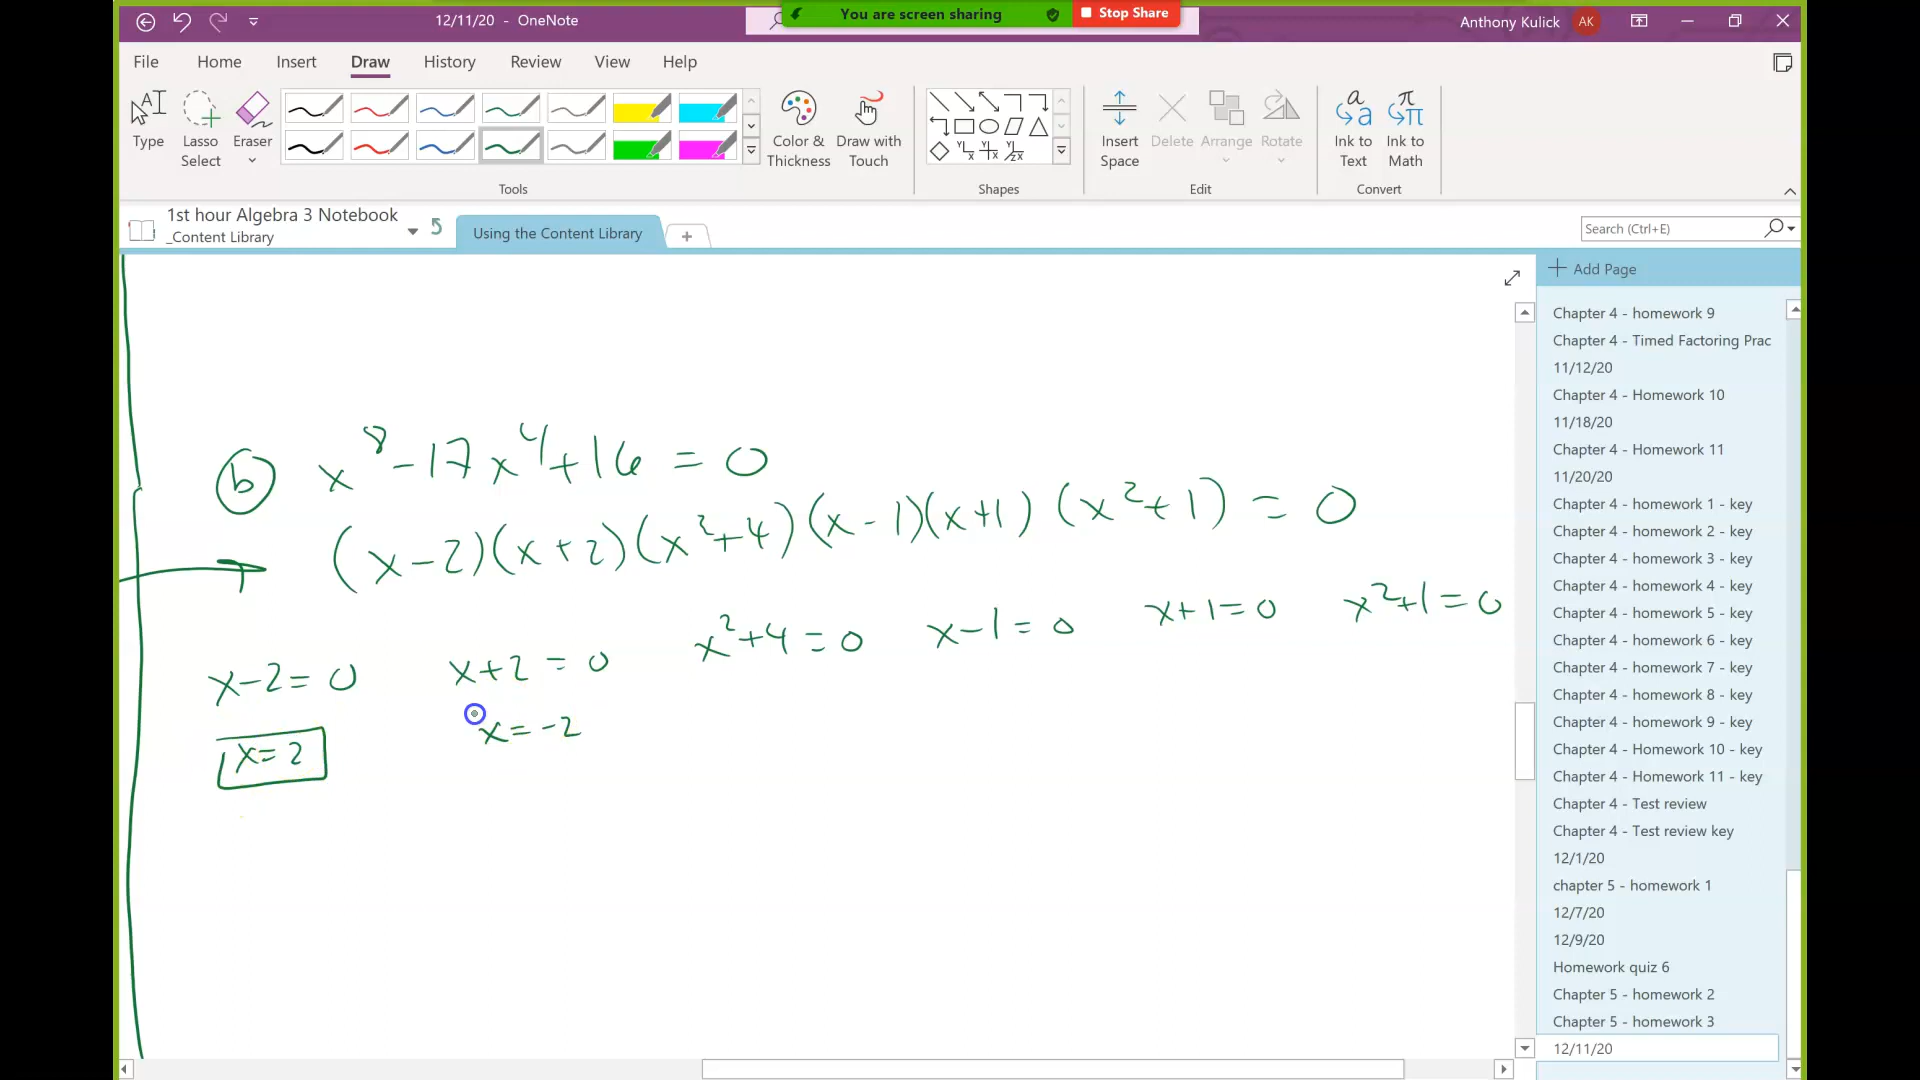 12/11/20 - OneNote
You are screen sharing
Stop Share
Anthony Kulick AK
File Home Insert Draw History Review View Help
Type
Lasso Select
Eraser
Color & Thickness
Draw with Touch
Insert Space
Delete
Arrange
Rotate
Ink to Text
Ink to Math
Tools
Shapes
Edit
Convert
1st hour Algebra 3 Notebook
_Content Library
Using the Content Library
Search (Ctrl+E)
Add Page
Chapter 4 - homework 9
Chapter 4 - Timed Factoring Prac
11/12/20
Chapter 4 - Homework 10
11/18/20
Chapter 4 - Homework 11
11/20/20
Chapter 4 - homework 1 - key
Chapter 4 - homework 2 - key
Chapter 4 - homework 3 - key
Chapter 4 - homework 4 - key
Chapter 4 - homework 5 - key
Chapter 4 - homework 6 - key
Chapter 4 - homework 7 - key
Chapter 4 - homework 8 - key
Chapter 4 - homework 9 - key
Chapter 4 - Homework 10 - key
Chapter 4 - Homework 11 - key
Chapter 4 - Test review
Chapter 4 - Test review key
12/1/20
chapter 5 - homework 1
12/7/20
12/9/20
Homework quiz 6
Chapter 5 - homework 2
Chapter 5 - homework 3
12/11/20
b x⁸ - 17x⁴ + 16 = 0
(x-2)(x+2)(x²+4)(x-1)(x+1)(x²+1) = 0
x-2=0 x+2=0 x²+4=0 x-1=0 x+1=0 x²+1=0
x=2 x=-2